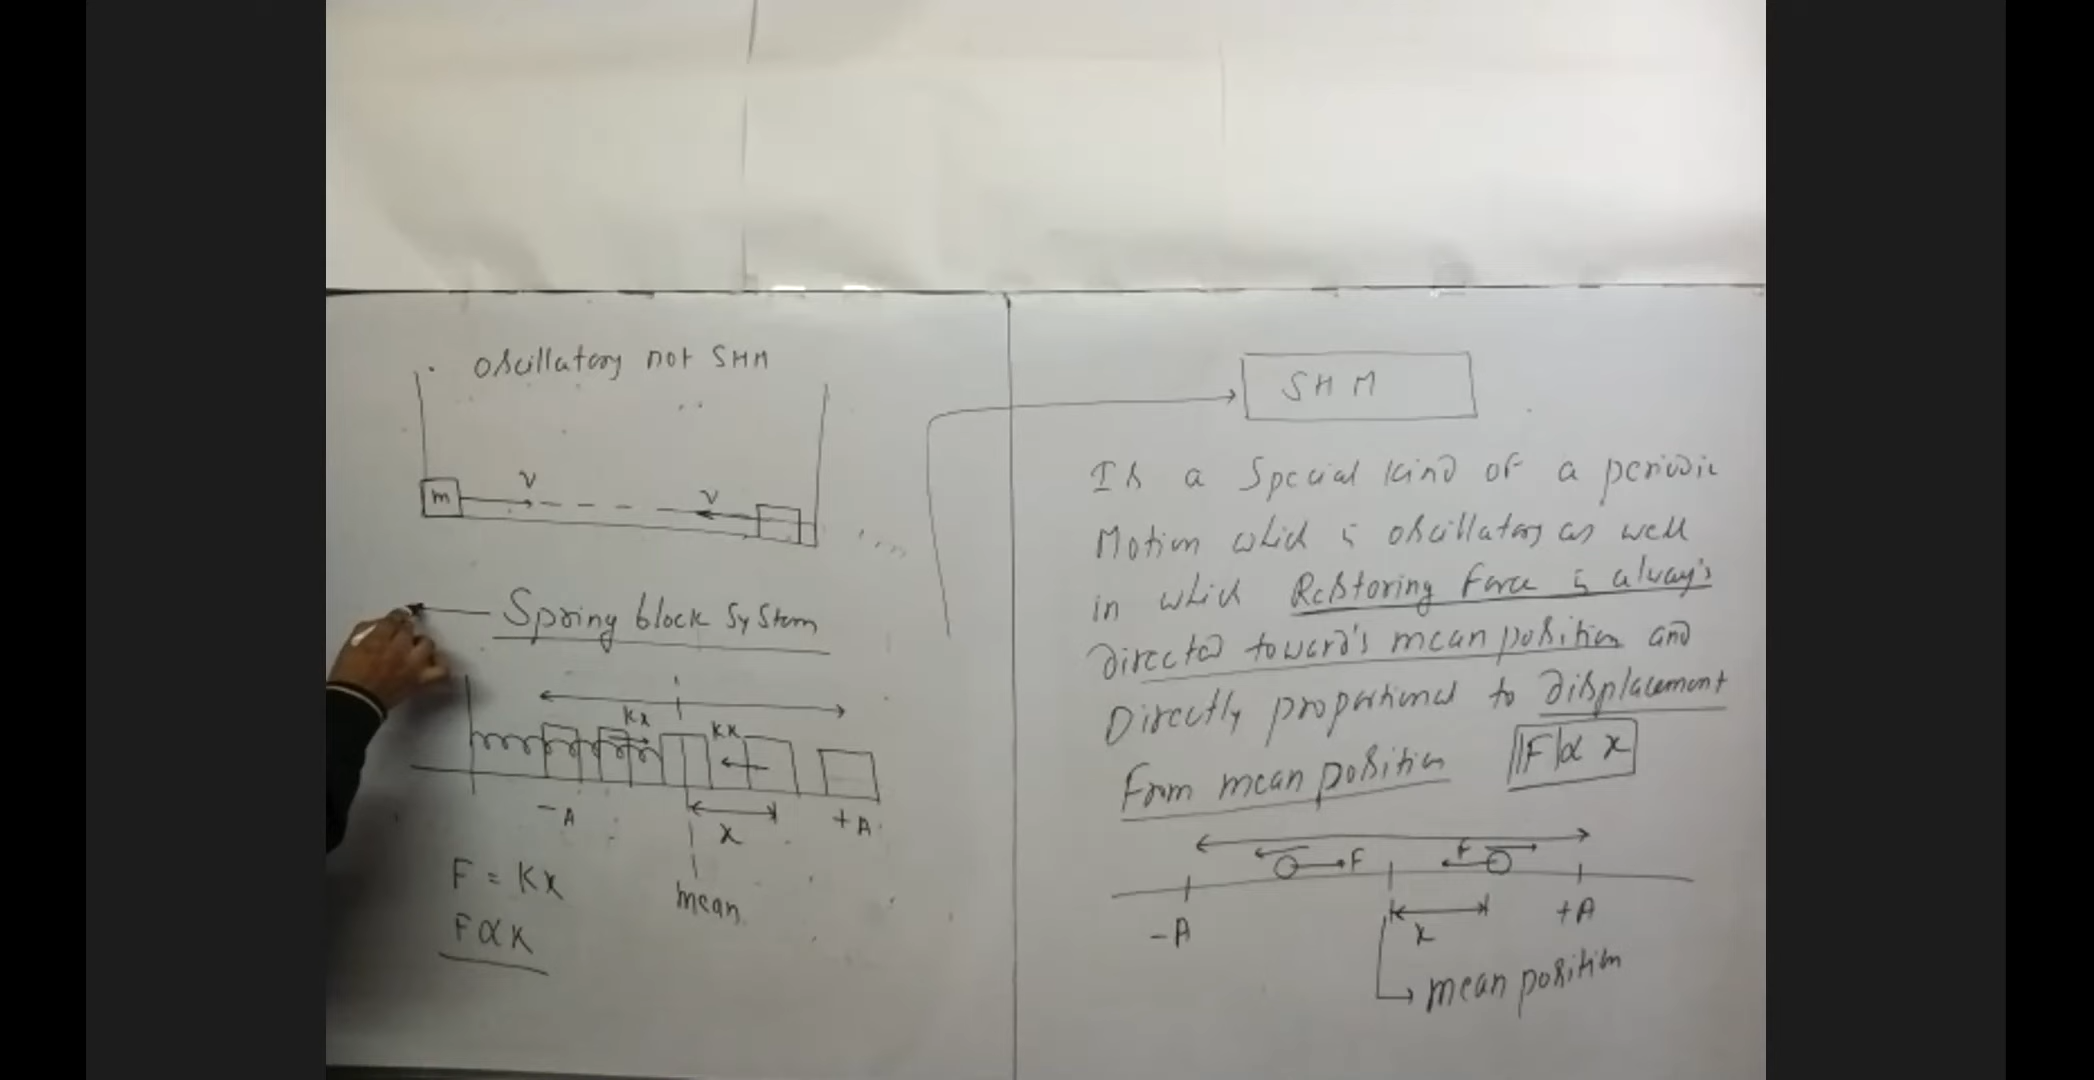 Oscillatory not SHM
m
v
v
Spring block System
Kx
Kx
-A
x
+A
F = Kx
F α x
mean
SHM
Is a Special Kind of a periodic
Motion which is oscillatory as well
in which Restoring Force is always
directed toward's mean position and
Directly proportional to displacement
From mean position |F| α x
F
F
-A
x
+A
mean position